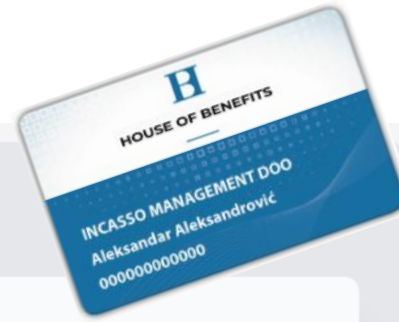 HOUSE OF BENEFITS
INCASSO MANAGEMENT DOO
Aleksandar Aleksandrović
000000000000